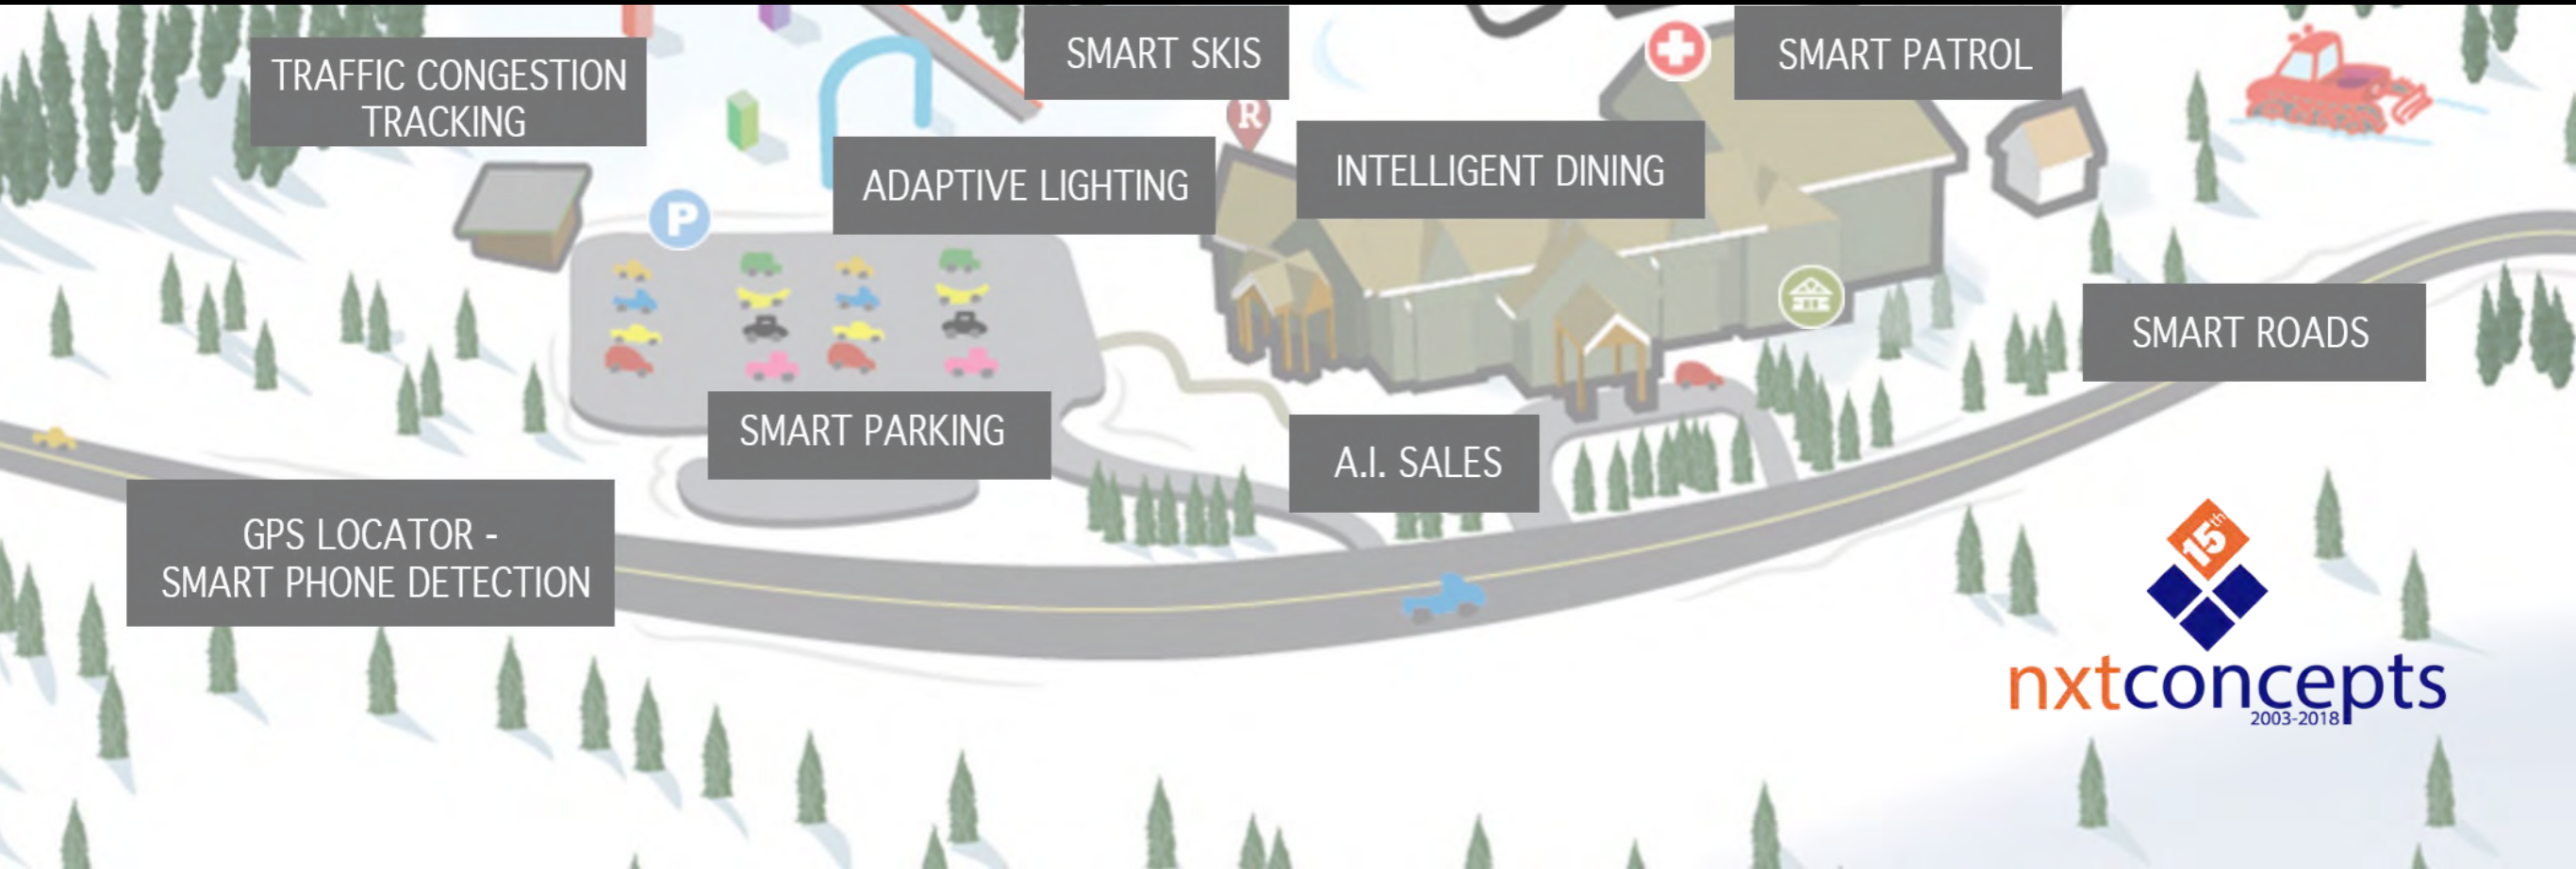 SMART SKIS
SMART PATROL
TRAFFIC CONGESTION
TRACKING
R
ADAPTIVE LIGHTING
INTELLIGENT DINING
P
SMART ROADS
SMART PARKING
A.I. SALES
GPS LOCATOR -
SMART PHONE DETECTION
15th
nxtconcepts
2003-2018